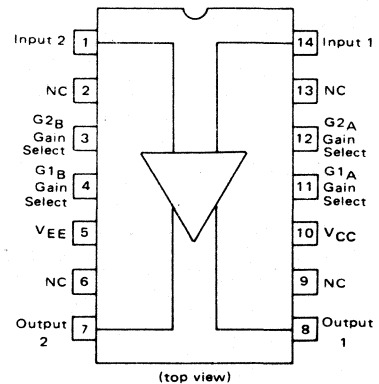 Input 2
1
14
Input 1
NC
2
13
NC
G2B
Gain
Select
3
12
G2A
Gain
Select
G1B
Gain
Select
4
11
G1A
Gain
Select
VEE
5
10
VCC
NC
6
9
NC
Output
2
7
8
Output
1
(top view)